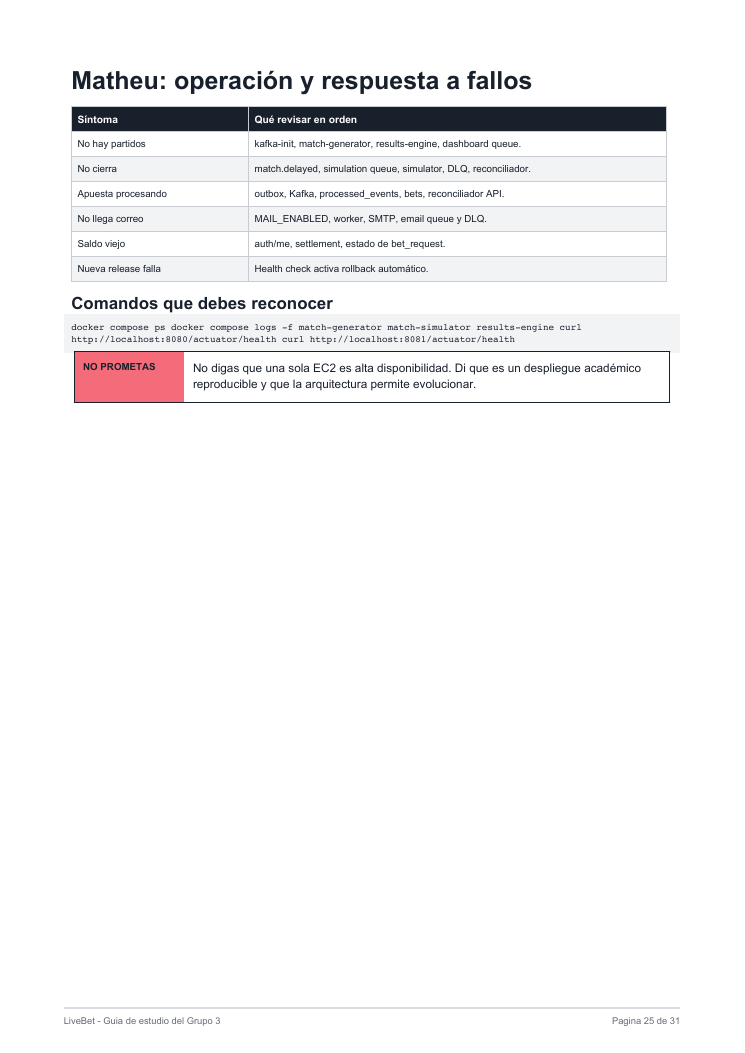 Matheu: operación y respuesta a fallos
Síntoma Qué revisar en orden
No hay partidos kafka-init, match-generator, results-engine, dashboard queue.
No cierra match.delayed, simulation queue, simulator, DLQ, reconciliador.
Apuesta procesando outbox, Kafka, processed_events, bets, reconciliador API.
No llega correo MAIL_ENABLED, worker, SMTP, email queue y DLQ.
Saldo viejo auth/me, settlement, estado de bet_request.
Nueva release falla Health check activa rollback automático.
Comandos que debes reconocer
docker compose ps docker compose logs -f match-generator match-simulator results-engine curl
http://localhost:8080/actuator/health curl http://localhost:8081/actuator/health
NO PROMETAS No digas que una sola EC2 es alta disponibilidad. Di que es un despliegue académico
reproducible y que la arquitectura permite evolucionar.
LiveBet - Guia de estudio del Grupo 3 Pagina 25 de 31